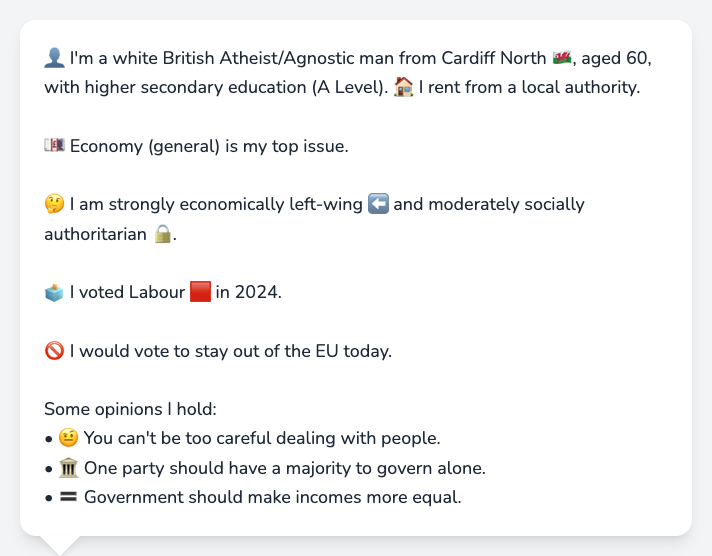 👤 I'm a white British Atheist/Agnostic man from Cardiff North 🏴󠁧󠁢󠁷󠁬󠁳󠁿, aged 60,
with higher secondary education (A Level). 🏠 I rent from a local authority.
💷 Economy (general) is my top issue.
🤔 I am strongly economically left-wing ⬅️ and moderately socially
authoritarian 🔒.
🗳️ I voted Labour 🟥 in 2024.
🚫 I would vote to stay out of the EU today.
Some opinions I hold:
• 🤨 You can't be too careful dealing with people.
• 🏛️ One party should have a majority to govern alone.
• 🟰 Government should make incomes more equal.